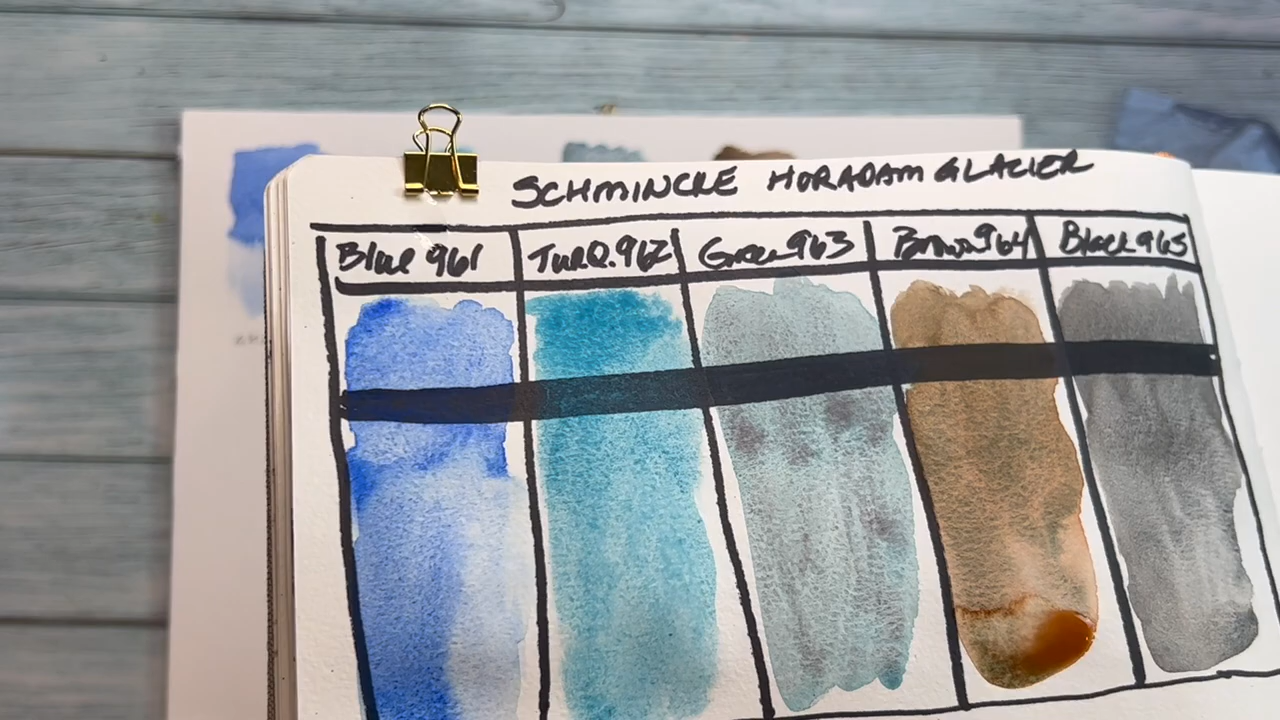 SCHMINCKE HORADAM GLACIER
Blue 961 TURQ. 962 Green 963 Brown 964 Black 965